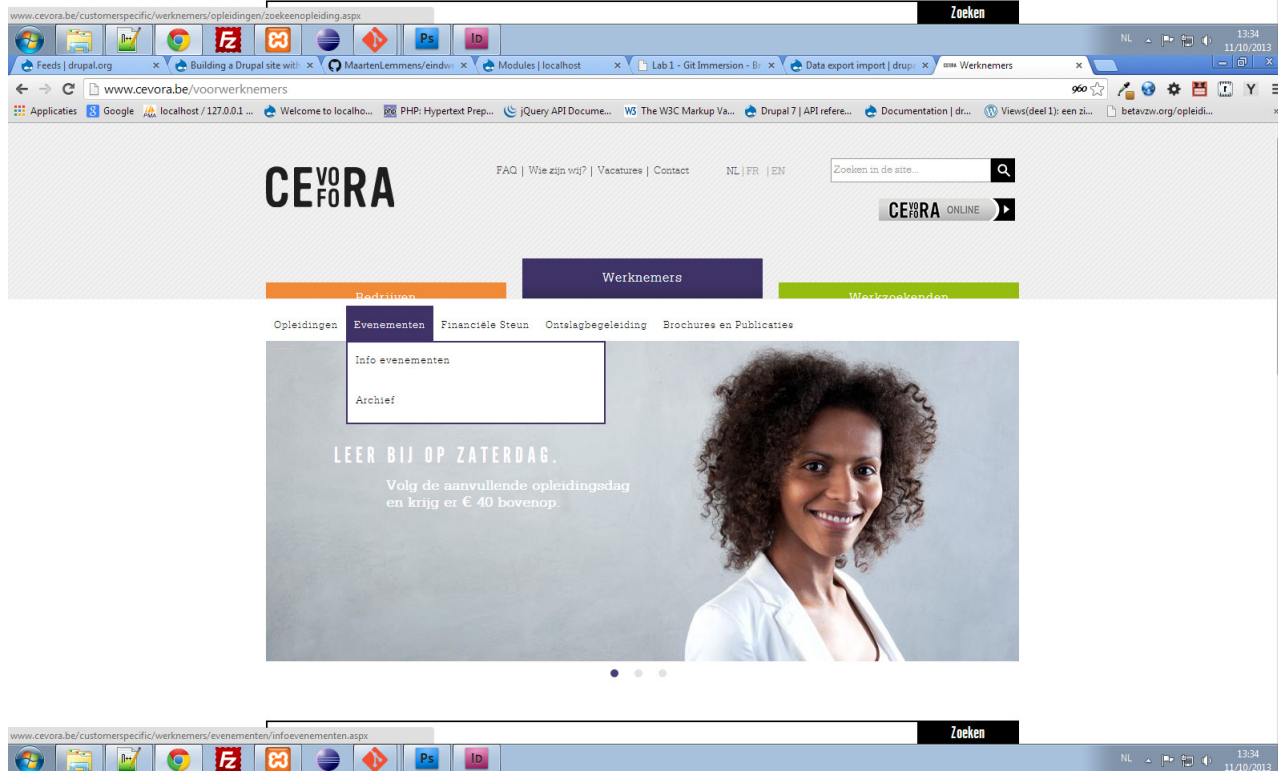 www.cevora.be/customerspecific/werknemers/opleidingen/zoekeenopleiding.aspx
Zoeken
Ps
ID
NL
13:34
11/10/2013
Feeds | drupal.org
Building a Drupal site with
MaartenLemmens/eindw
Modules | localhost
Lab 1 - Git Immersion - Br
Data export import | drup
Werknemers
www.cevora.be/voorwerknemers
960
Applicaties
Google
localhost / 127.0.0.1 ...
Welcome to localho...
PHP: Hypertext Prep...
jQuery API Docume...
W3 The W3C Markup Va...
Drupal 7 | API refere...
Documentation | dr...
Views(deel 1): een zi...
betavzw.org/opleidi...
CEVOFORA
FAQ | Wie zijn wij? | Vacatures | Contact
NL | FR | EN
Zoeken in de site...
CEVOFORA ONLINE
Werknemers
Bedrijven
Werkzoekenden
Opleidingen
Evenementen
Financiële Steun
Ontslagbegeleiding
Brochures en Publicaties
Info evenementen
Archief
LEER BIJ OP ZATERDAG.
Volg de aanvullende opleidingsdag
en krijg er € 40 bovenop.
Zoeken
www.cevora.be/customerspecific/werknemers/evenementen/infoevenementen.aspx
Ps
ID
NL
13:34
11/10/2013